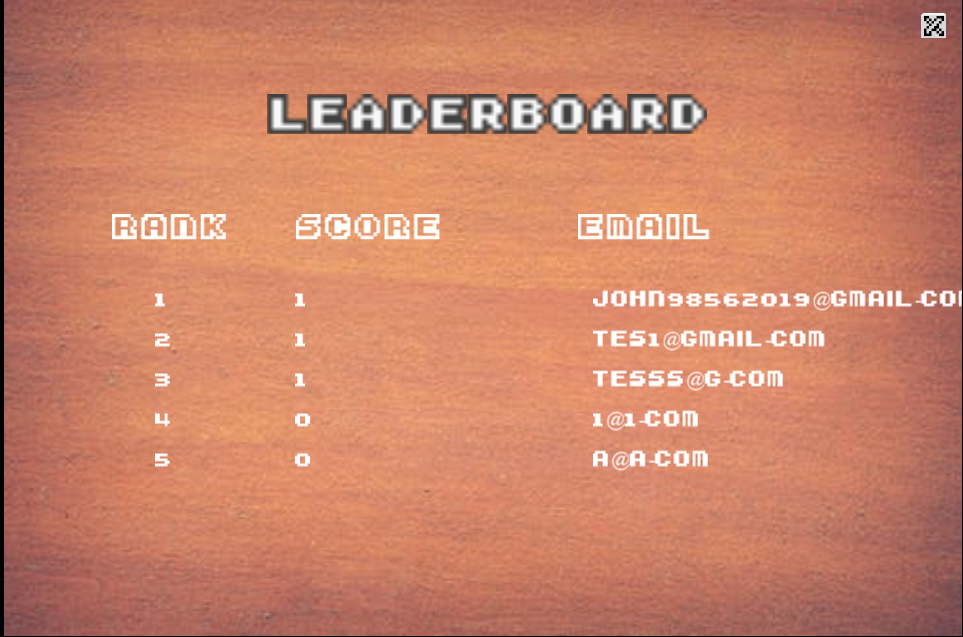 LEADERBOARD
RANK SCORE EMAIL
1 1 JOHN98562019@GMAIL.CO
2 1 TES1@GMAIL.COM
3 1 TESSS@G.COM
4 0 1@1.COM
5 0 A@A.COM